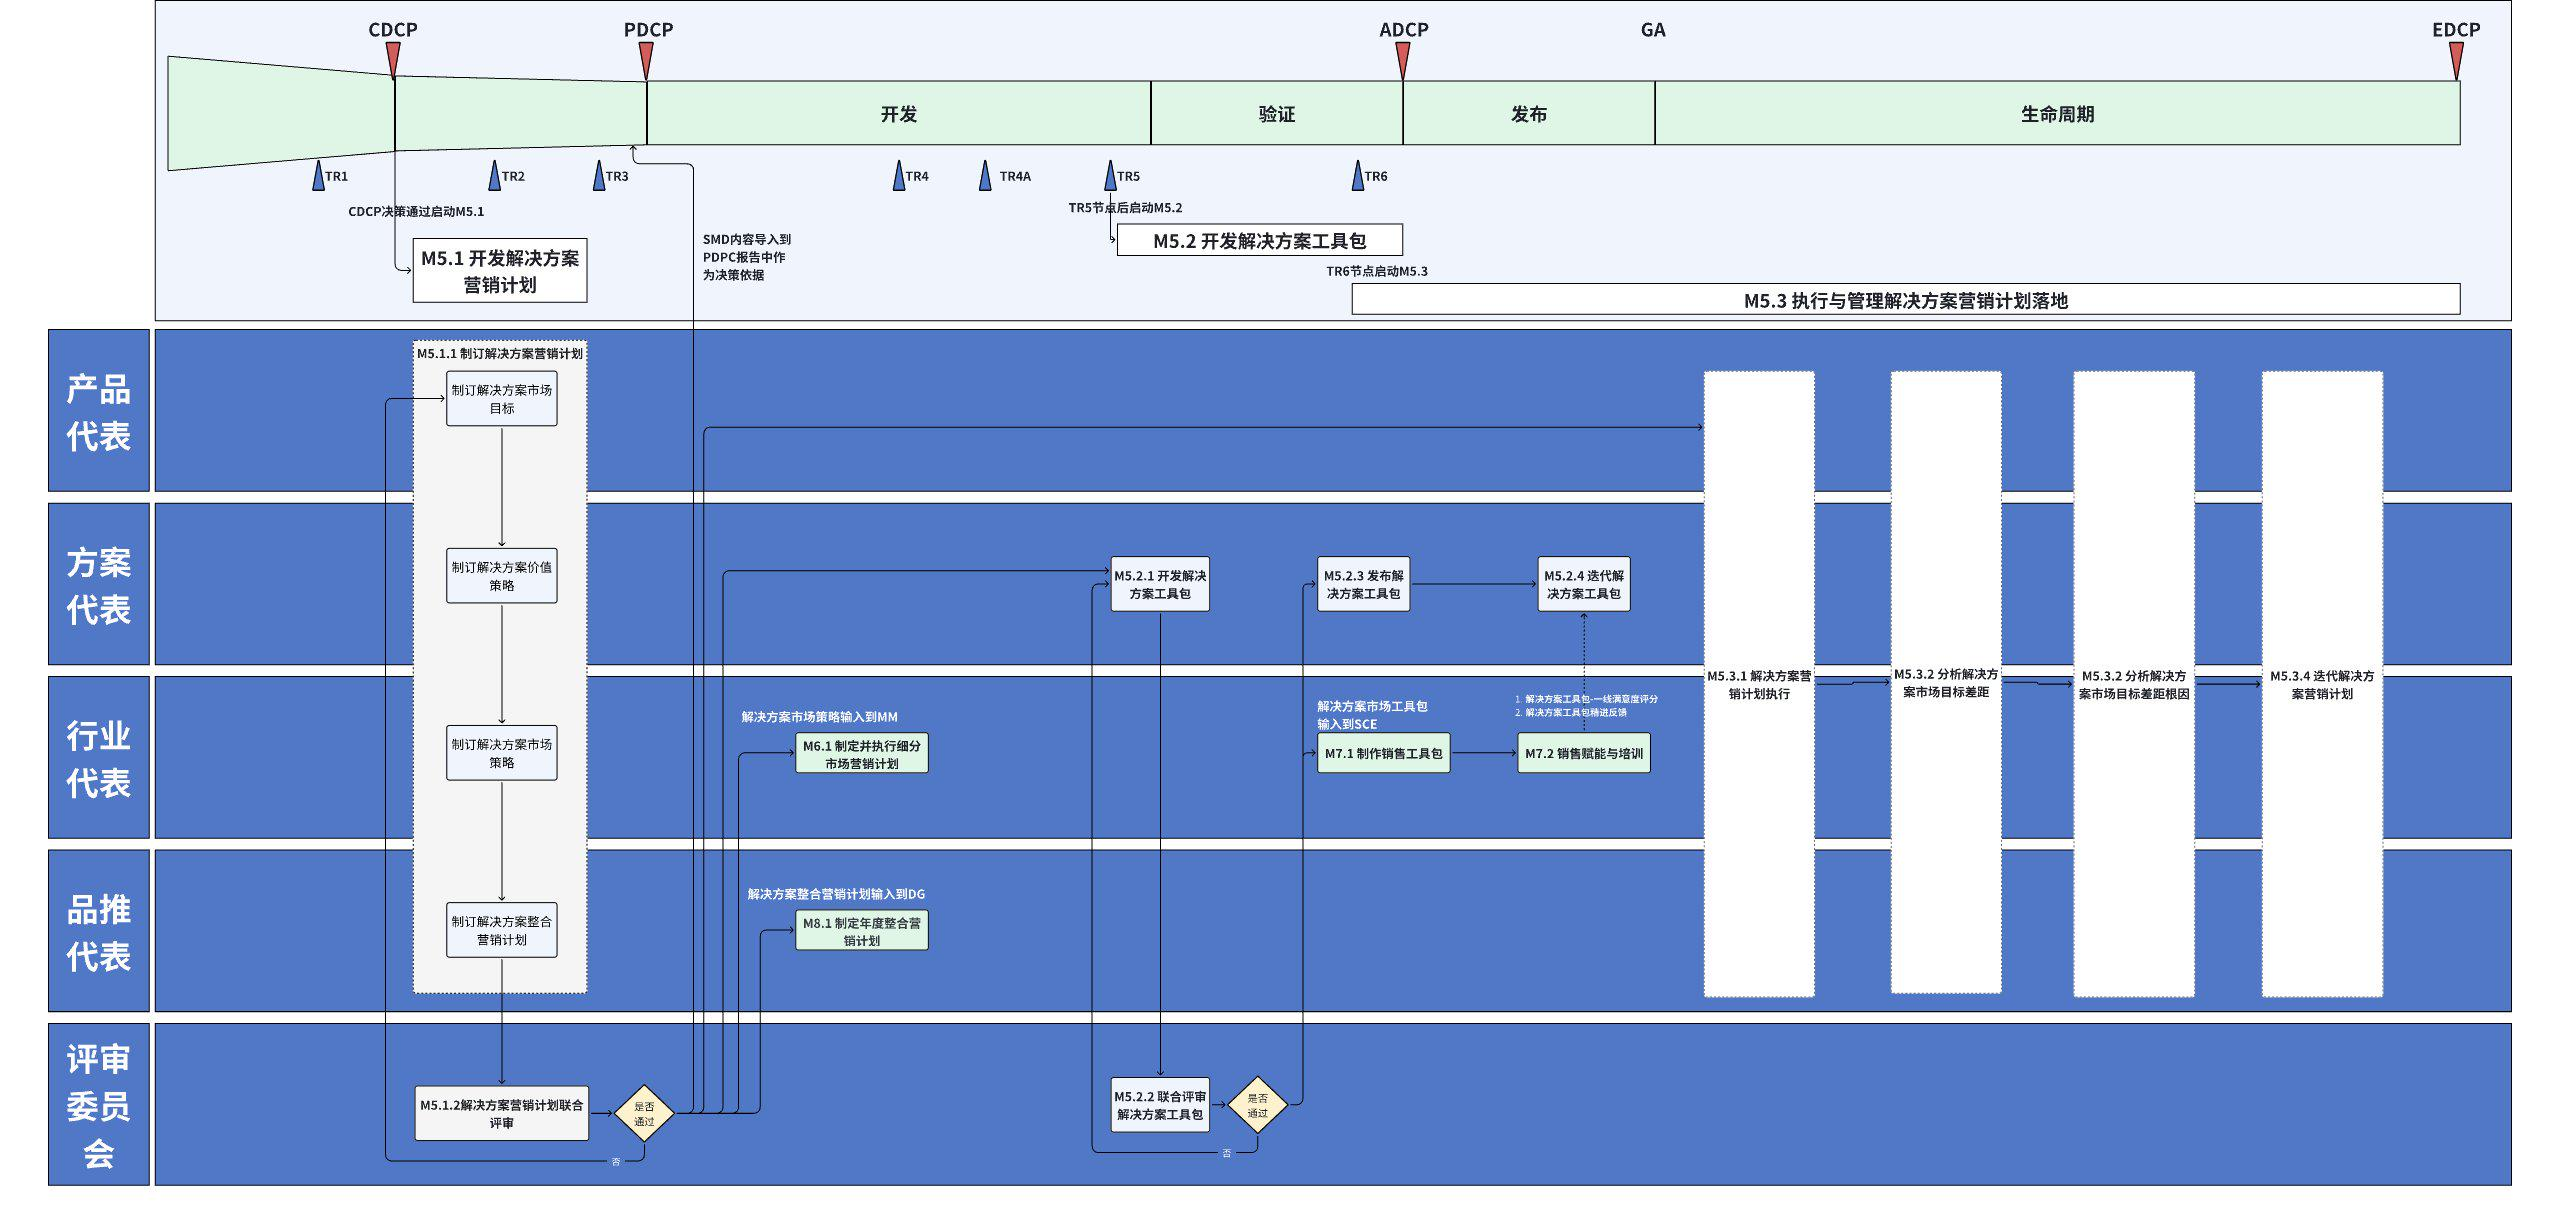 CDCP
PDCP
ADCP
GA
EDCP
开发
验证
发布
生命周期
TR1
TR2
TR3
TR4
TR4A
TR5
TR6
CDCP决策通过启动M5.1
TR5节点后启动M5.2
M5.1 开发解决方案
营销计划
SMD内容导入到
PDPC报告中作
为决策依据
M5.2 开发解决方案工具包
TR6节点启动M5.3
M5.3 执行与管理解决方案营销计划落地
产品
代表
M5.1.1 制订解决方案营销计划
制订解决方案市场
目标
方案
代表
制订解决方案价值
策略
M5.2.1 开发解决
方案工具包
M5.2.3 发布解
决方案工具包
M5.2.4 迭代解
决方案工具包
M5.3.1 解决方案营
销计划执行
M5.3.2 分析解决方
案市场目标差距
M5.3.2 分析解决方
案市场目标差距根因
M5.3.4 迭代解决方
案营销计划
行业
代表
制订解决方案市场
策略
解决方案市场策略输入到MM
M6.1 制定并执行细分
市场营销计划
解决方案市场工具包
输入到SCE
M7.1 制作销售工具包
1. 解决方案工具包-一线满意度评分
2. 解决方案工具包精进反馈
M7.2 销售赋能与培训
品推
代表
制订解决方案整合
营销计划
解决方案整合营销计划输入到DG
M8.1 制定年度整合营
销计划
评审
委员
会
M5.1.2解决方案营销计划联合
评审
是否
通过
否
M5.2.2 联合评审
解决方案工具包
是否
通过
否